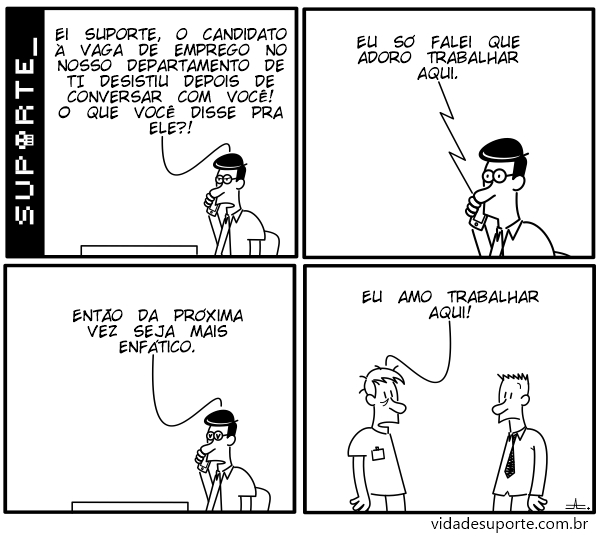 SUPORTE_
EI SUPORTE, O CANDIDATO
À VAGA DE EMPREGO NO
NOSSO DEPARTAMENTO DE
TI DESISTIU DEPOIS DE
CONVERSAR COM VOCÊ!
O QUE VOCÊ DISSE PRA
ELE?!
EU SÓ FALEI QUE
ADORO TRABALHAR
AQUI.
ENTÃO DA PRÓXIMA
VEZ SEJA MAIS
ENFÁTICO.
EU AMO TRABALHAR
AQUI!
vidadesuporte.com.br